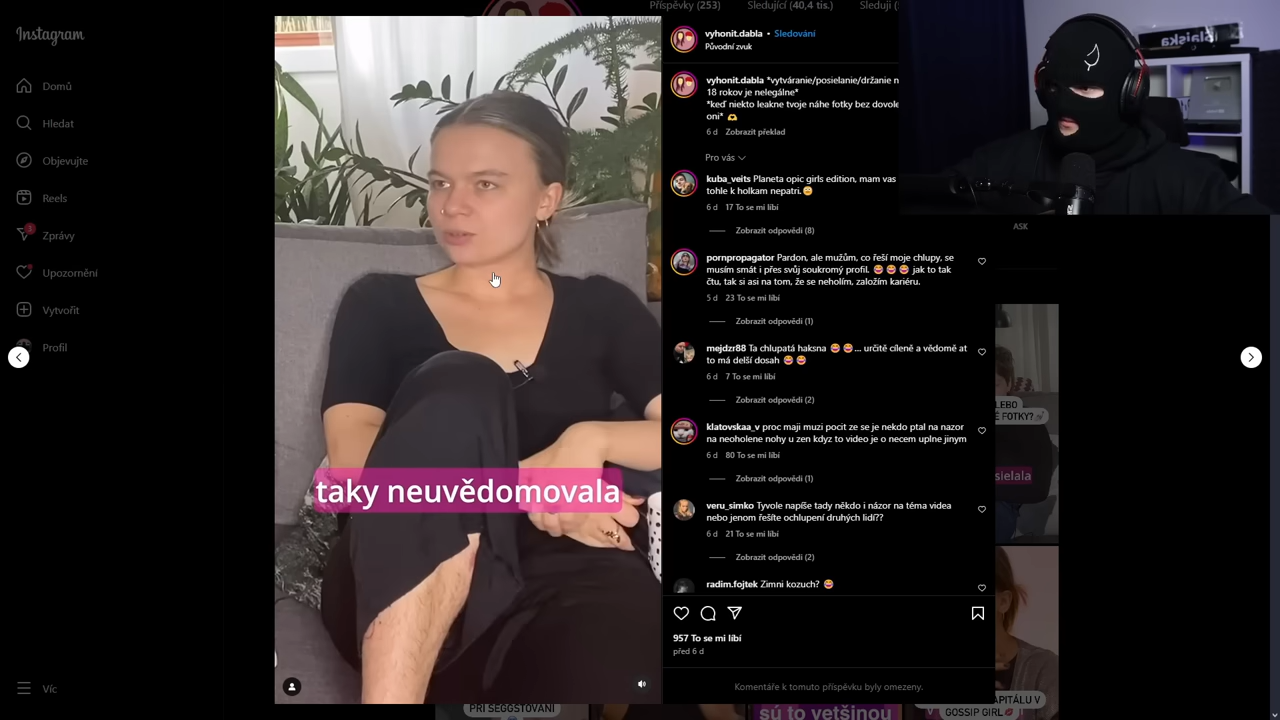 Instagram
Domů
Hledat
Objevujte
Reels
3
Zprávy
Upozornění
Vytvořit
Profil
Víc
Příspěvky (253)
Sledující (40,4 tis.)
Sleduji
taky neuvědomovala
vyhonit.dabla • Sledování
Původní zvuk
vyhonit.dabla *vytváranie/posielanie/držanie n
18 rokov je nelegálne*
*keď niekto leakne tvoje náhe fotky bez dovole
oni* 🫶
6 d Zobrazit překlad
Pro vás
kuba_veits Planeta opic girls edition, mam vas
tohle k holkam nepatri.😩
6 d 17 To se mi líbí
Zobrazit odpovědi (8)
pornpropagator Pardon, ale mužům, co řeší moje chlupy, se
musím smát i přes svůj soukromý profil. 😂 😂 😂 jak to tak
čtu, tak si asi na tom, že se neholím, založím kariéru.
5 d 23 To se mi líbí
Zobrazit odpovědi (1)
mejdzr88 Ta chlupatá haksna 😂 😂... určitě cíleně a vědomě at
to má delší dosah 😂 😂
6 d 7 To se mi líbí
Zobrazit odpovědi (2)
klatovskaa_v proc maji muzi pocit ze se je nekdo ptal na nazor
na neoholene nohy u zen kdyz to video je o necem uplne jinym
6 d 80 To se mi líbí
Zobrazit odpovědi (1)
veru_simko Tyvole napíše tady někdo i názor na téma videa
nebo jenom řešíte ochlupení druhých lidí??
6 d 21 To se mi líbí
Zobrazit odpovědi (2)
radim.fojtek Zimni kozuch? 😂
957 To se mi líbí
před 6 d
Komentáře k tomuto příspěvku byly omezeny.
ASK
LEBO
É FOTKY?
sielala
APITÁLU V
GOSSIP GIRL
PRI SEGGSTOVANÍ
sú to vetšinou